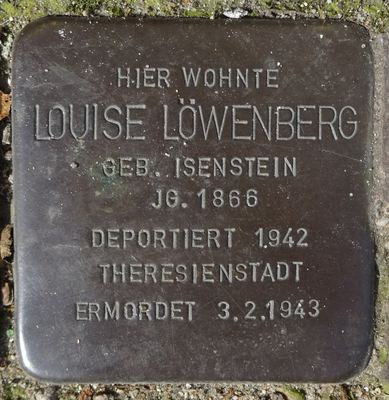 HIER WOHNTE
LOUISE LÖWENBERG
GEB. ISENSTEIN
JG. 1866
DEPORTIERT 1942
THERESIENSTADT
ERMORDET 3.2.1943